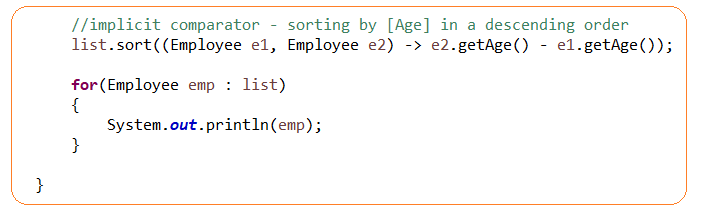 //implicit comparator - sorting by [Age] in a descending order
list.sort((Employee e1, Employee e2) -> e2.getAge() - e1.getAge());
for(Employee emp : list)
{
System.out.println(emp);
}
}